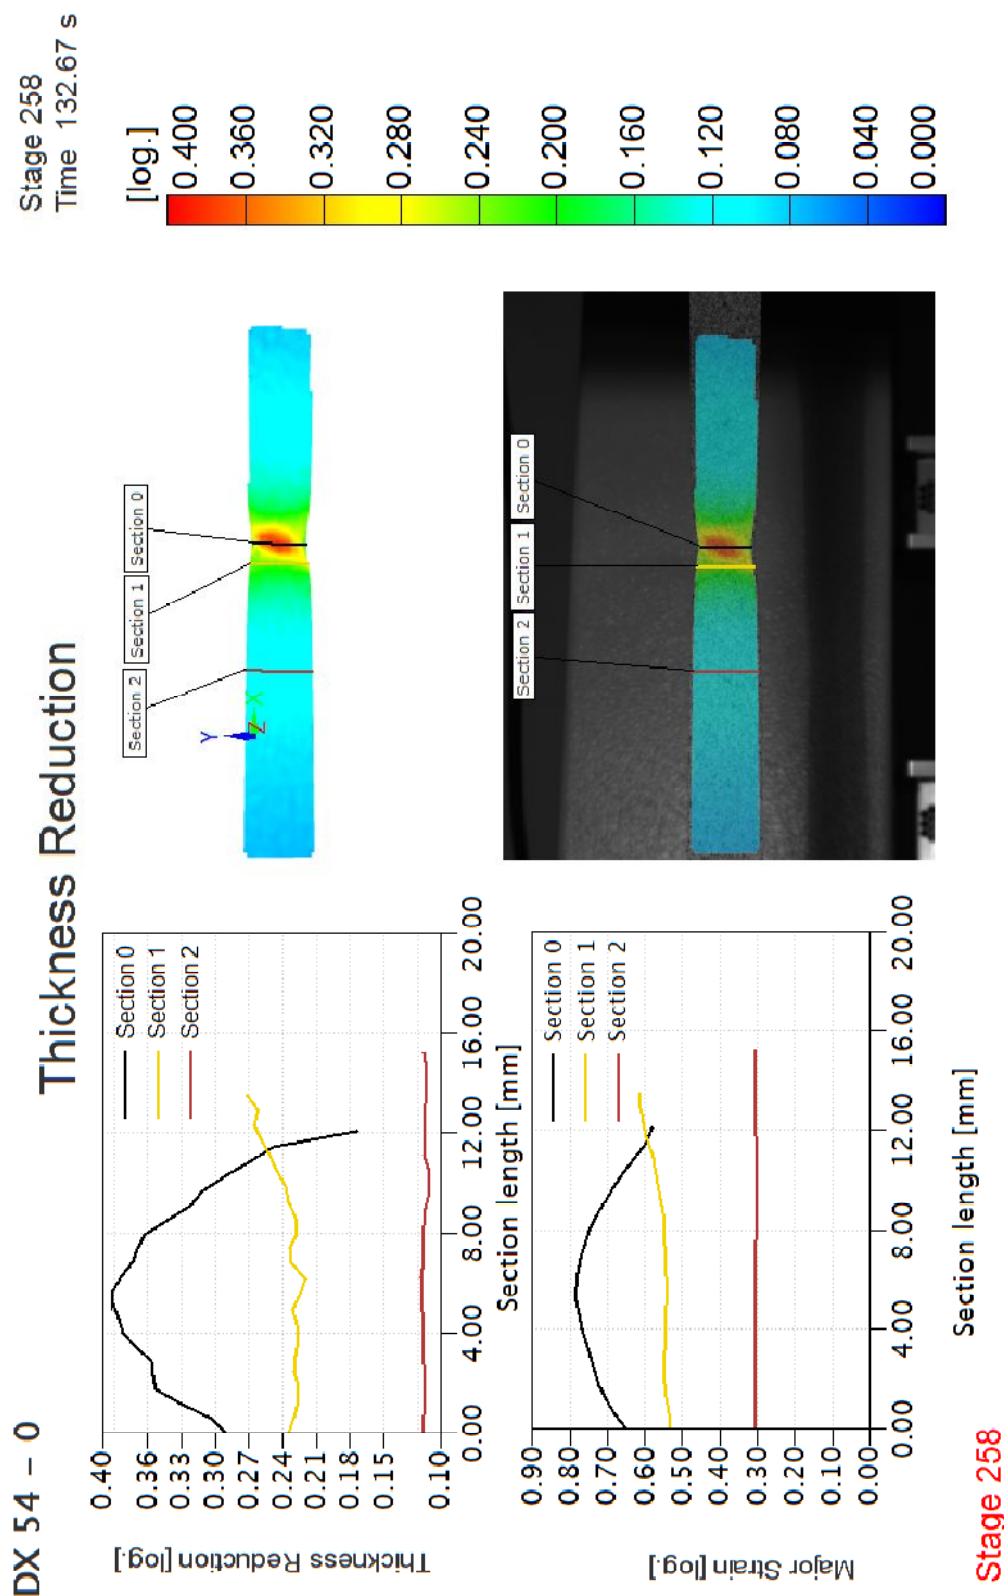 DX 54 – 0
Thickness Reduction
Stage 258
Time 132.67 s
Thickness Reduction [log.]
0.40
0.36
0.33
0.30
0.27
0.24
0.21
0.18
0.10
0.00
4.00
8.00
12.00
16.00
20.00
Section length [mm]
Section 0
Section 1
Section 2
Section 2
Section 1
Section 0
Y
X
Z
[log.]
0.400
0.360
0.320
0.280
0.240
0.200
0.160
0.120
0.080
0.040
0.000
Major Strain [log.]
0.90
0.80
0.70
0.60
0.50
0.40
0.30
0.20
0.10
0.00
0.00
4.00
8.00
12.00
16.00
20.00
Section length [mm]
Section 0
Section 1
Section 2
Section 2
Section 1
Section 0
Stage 258